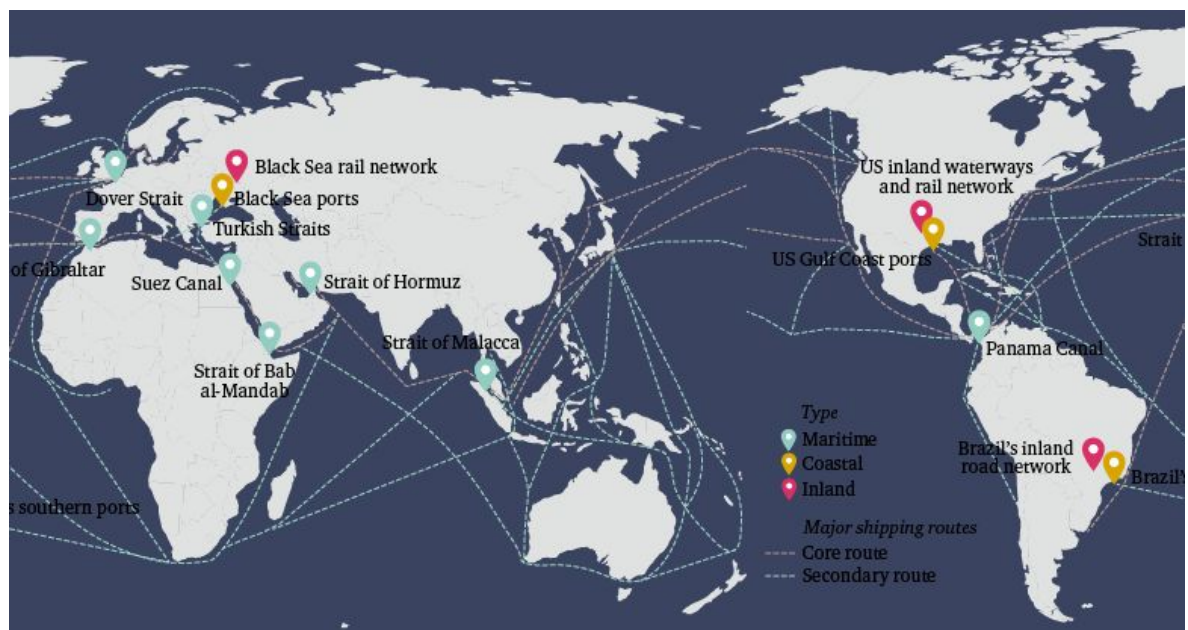 Black Sea rail network
Dover Strait
Black Sea ports
Turkish Straits
of Gibraltar
Suez Canal
Strait of Hormuz
Strait of Malacca
Strait of Bab
al-Mandab
s southern ports
US inland waterways
and rail network
Strait
US Gulf Coast ports
Panama Canal
Type
Maritime
Coastal
Inland
Brazil's inland
road network
Brazil's
Major shipping routes
Core route
Secondary route